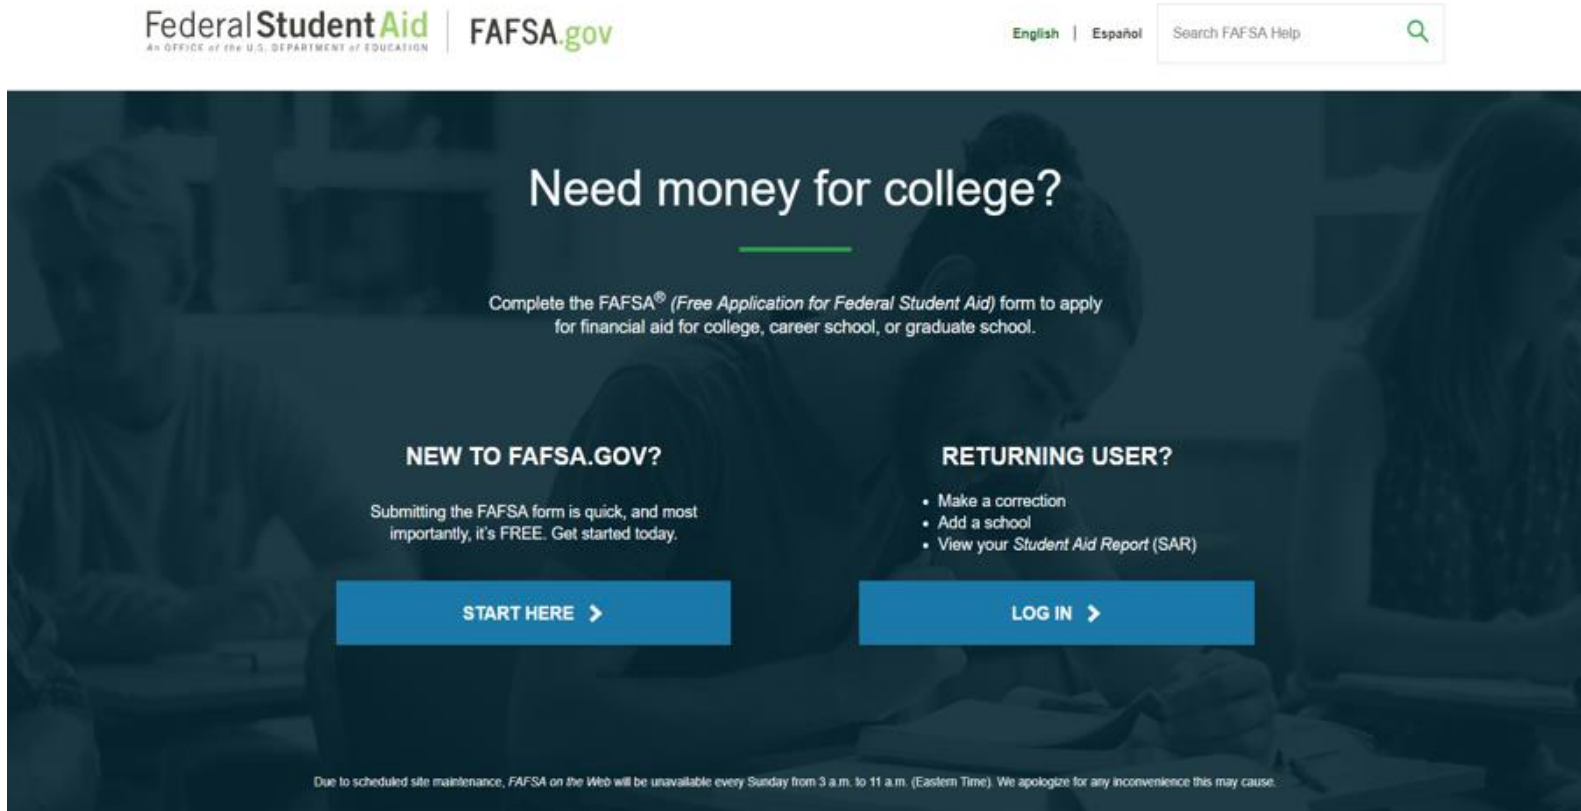 Federal Student Aid
An OFFICE of the U.S. DEPARTMENT of EDUCATION
FAFSA.gov
English | Español
Search FAFSA Help
Need money for college?
Complete the FAFSA® (Free Application for Federal Student Aid) form to apply
for financial aid for college, career school, or graduate school.
NEW TO FAFSA.GOV?
Submitting the FAFSA form is quick, and most
importantly, it's FREE. Get started today.
START HERE
RETURNING USER?
• Make a correction
• Add a school
• View your Student Aid Report (SAR)
LOG IN
Due to scheduled site maintenance, FAFSA on the Web will be unavailable every Sunday from 3 a.m. to 11 a.m. (Eastern Time). We apologize for any inconvenience this may cause.